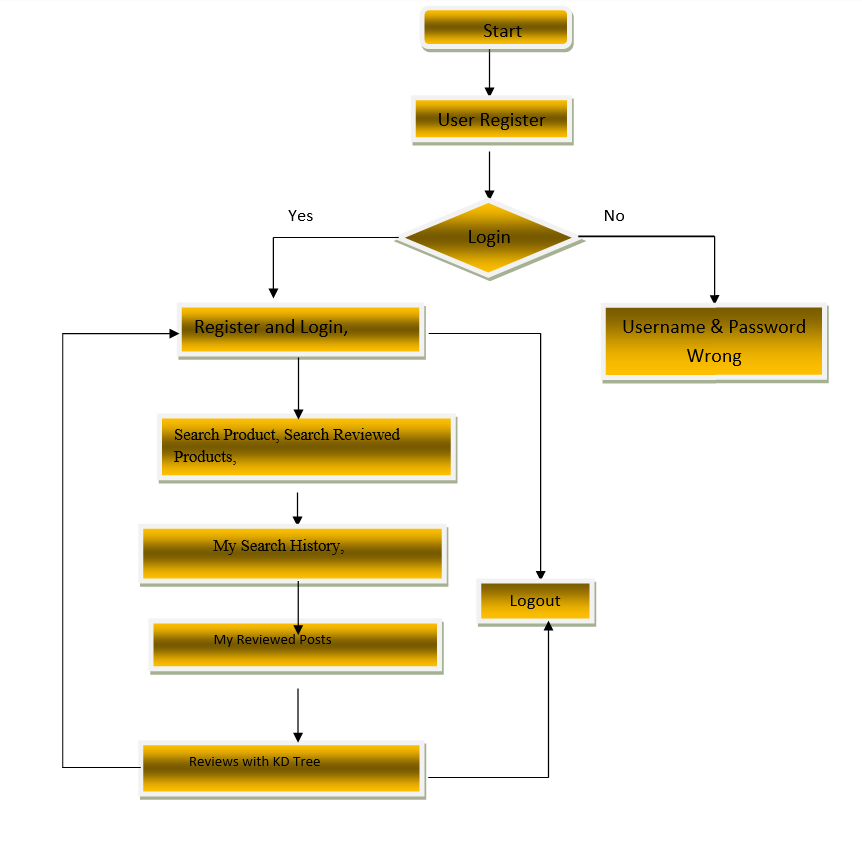 Start
User Register
Yes
No
Login
Register and Login,
Username & Password
Wrong
Search Product, Search Reviewed
Products,
My Search History,
Logout
My Reviewed Posts
Reviews with KD Tree